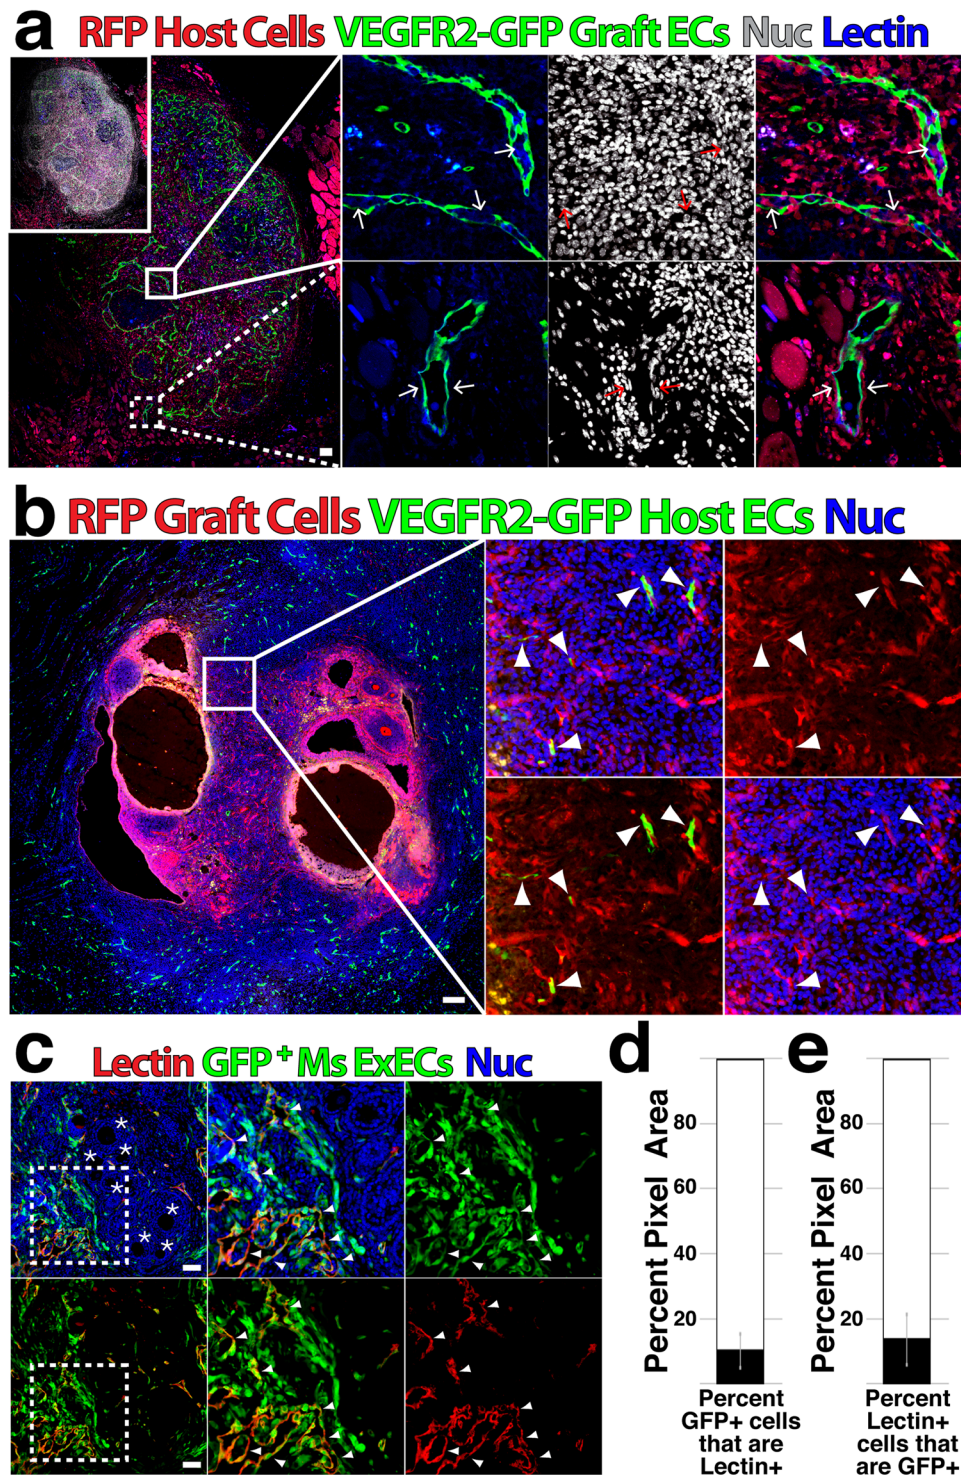 a RFP Host Cells VEGFR2-GFP Graft ECs Nuc Lectin
b RFP Graft Cells VEGFR2-GFP Host ECs Nuc
c Lectin GFP+ Ms ExECs Nuc
d
Percent Pixel Area
80
60
40
20
Percent
GFP+ cells
that are
Lectin+
e
Percent Pixel Area
80
60
40
20
Percent
Lectin+
cells that
are GFP+